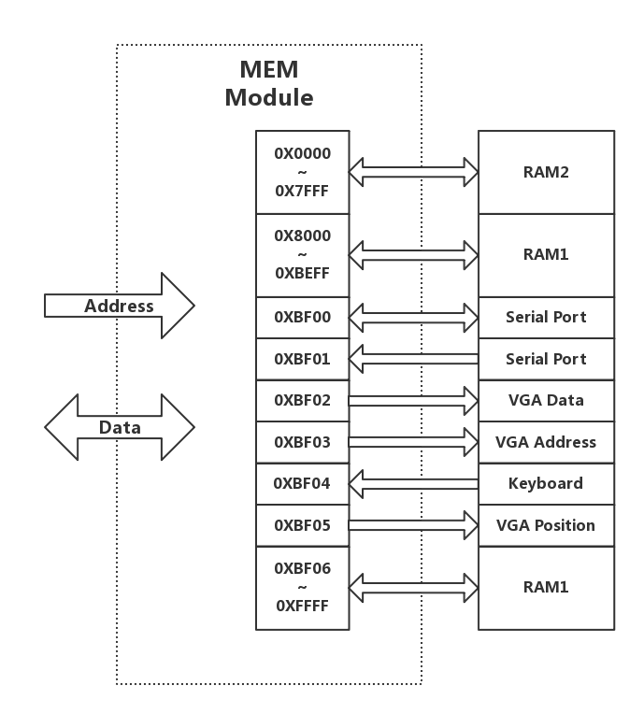 MEM
Module
0X0000
~
0X7FFF
RAM2
0X8000
~
0XBEFF
RAM1
Address
0XBF00
Serial Port
0XBF01
Serial Port
0XBF02
VGA Data
Data
0XBF03
VGA Address
0XBF04
Keyboard
0XBF05
VGA Position
0XBF06
~
0XFFFF
RAM1